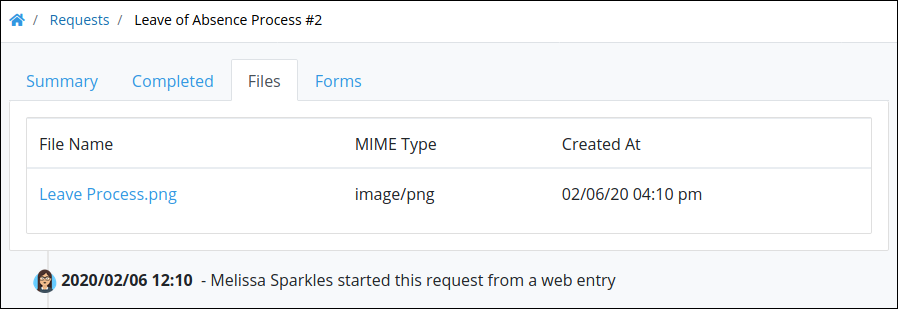 / Requests / Leave of Absence Process #2
Summary Completed Files Forms
File Name MIME Type Created At
Leave Process.png image/png 02/06/20 04:10 pm
2020/02/06 12:10 - Melissa Sparkles started this request from a web entry